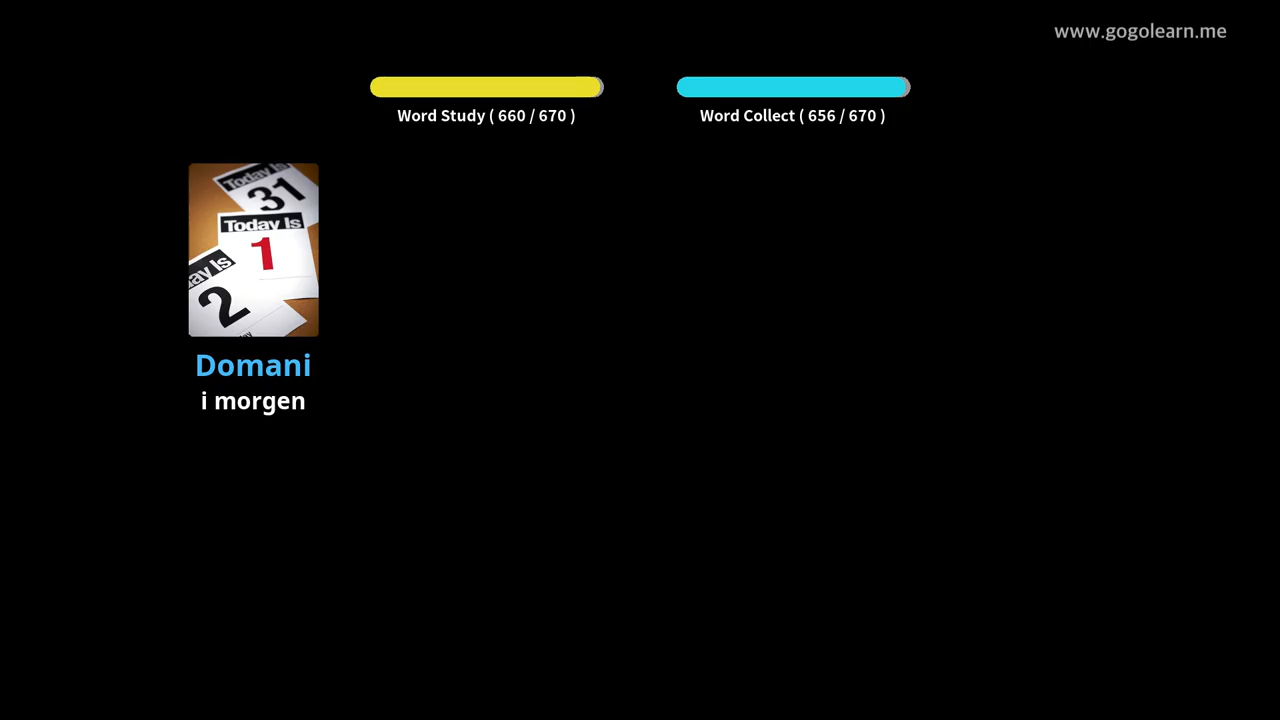 www.gogolearn.me
Word Study ( 660 / 670 )
Word Collect ( 656 / 670 )
Today Is
31
Today Is
1
ay Is
2
Domani
i morgen